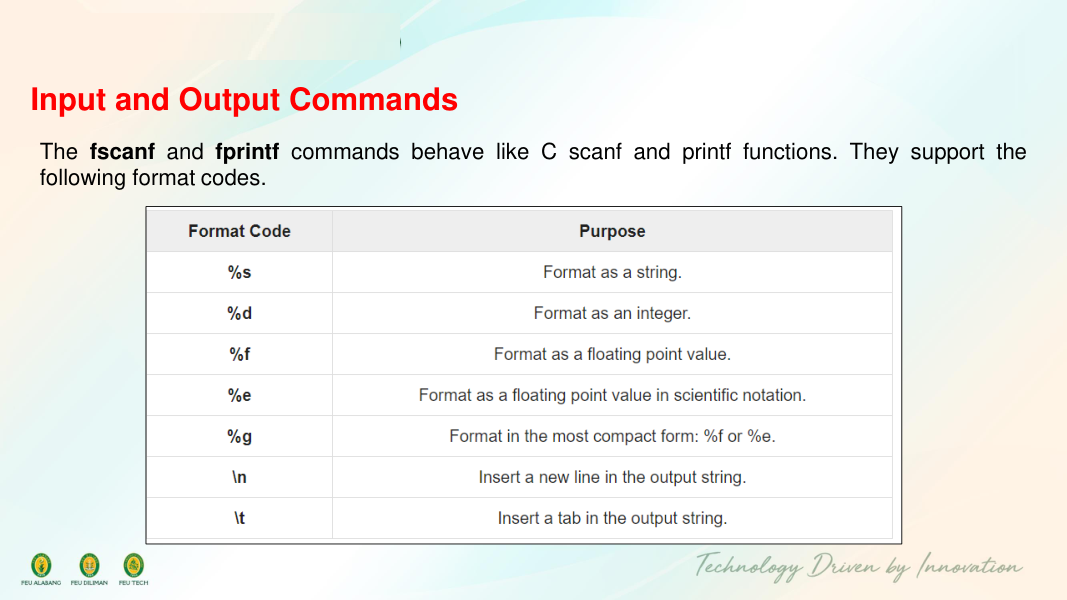 Input and Output Commands
The fscanf and fprintf commands behave like C scanf and printf functions. They support the
following format codes.
Format Code Purpose
%s Format as a string.
%d Format as an integer.
%f Format as a floating point value.
%e Format as a floating point value in scientific notation.
%g Format in the most compact form: %f or %e.
\n Insert a new line in the output string.
\t Insert a tab in the output string.
FEU ALABANG FEU DILIMAN FEU TECH
Technology Driven by Innovation